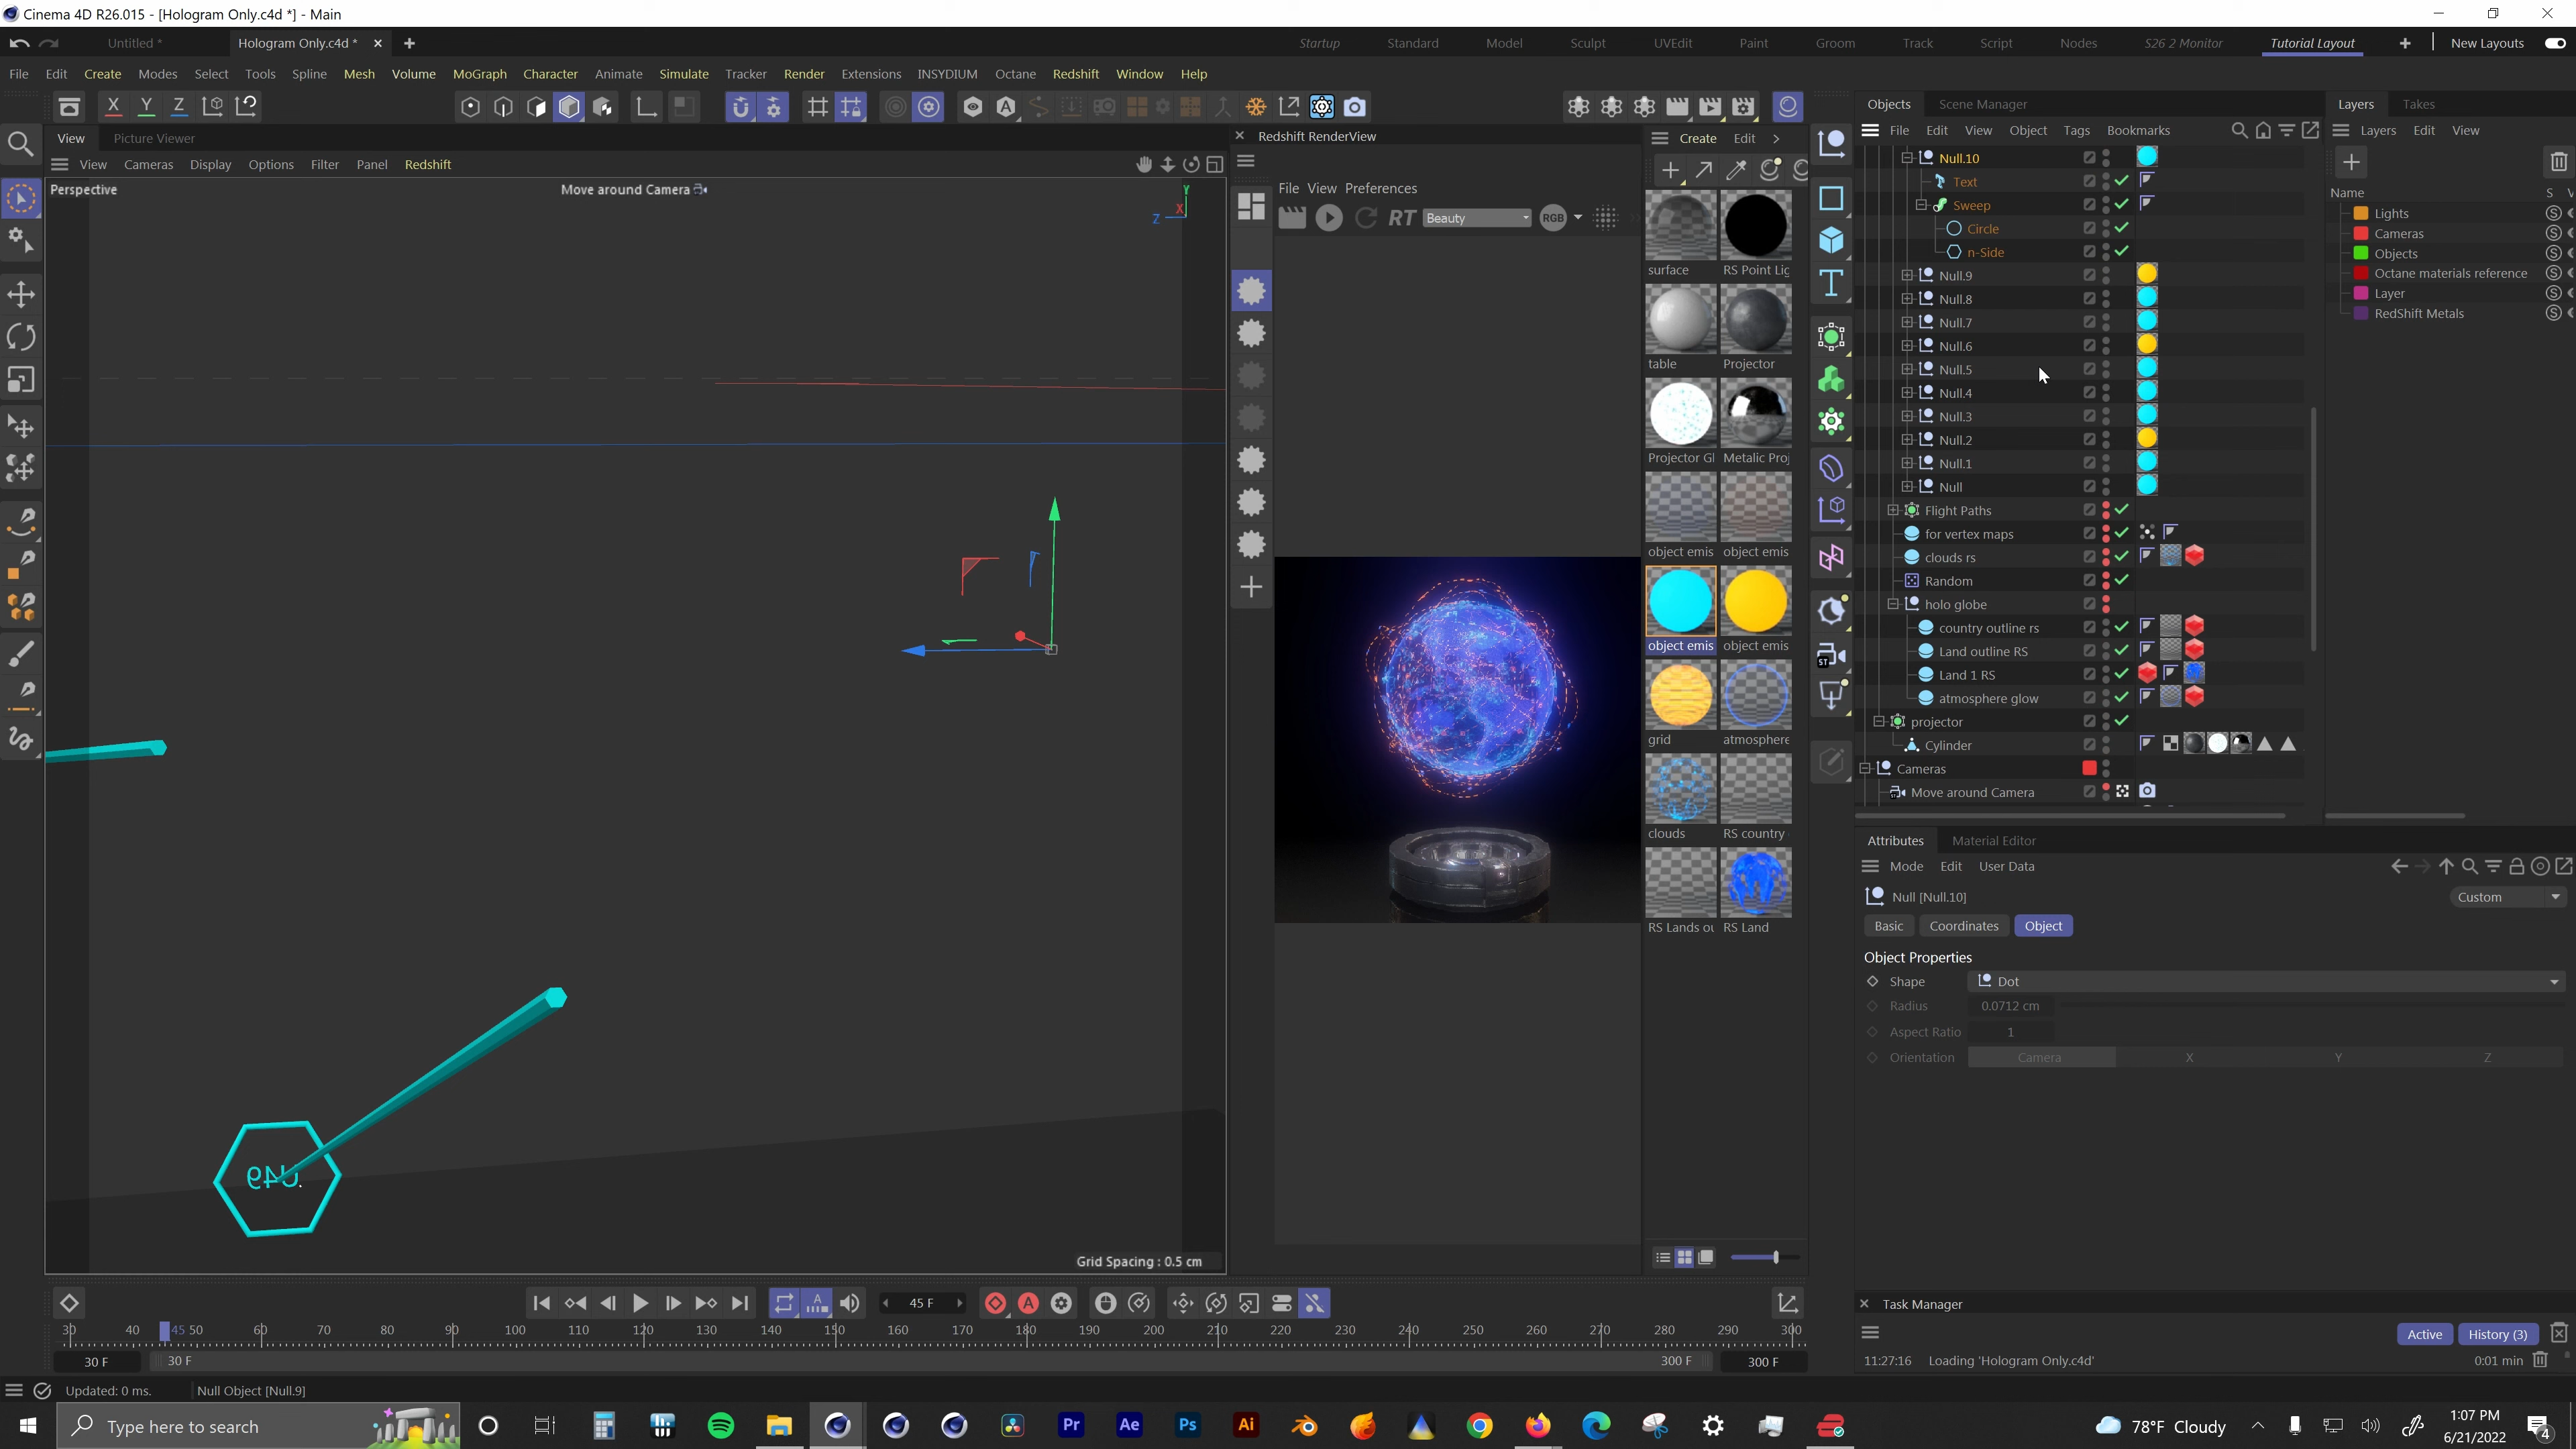 Cinema 4D R26.015 - [Hologram Only.c4d *] - Main
Untitled *
Hologram Only.c4d *
Startup Standard Model Sculpt UVEdit Paint Groom Track Script Nodes S26 2 Monitor Tutorial Layout New Layouts
File Edit Create Modes Select Tools Spline Mesh Volume MoGraph Character Animate Simulate Tracker Render Extensions INSYDIUM Octane Redshift Window Help
X Y Z
View Picture Viewer
View Cameras Display Options Filter Panel Redshift
Perspective
Move around Camera
Y
X
Z
Grid Spacing : 0.5 cm
Redshift RenderView
File View Preferences
RT Beauty RGB
Create Edit
surface
RS Point Lig
table
Projector
Projector Gl
Metalic Proj
object emis
object emis
object emis
object emis
grid
atmosphere
clouds
RS country
RS Lands ou
RS Land
Objects Scene Manager
File Edit View Object Tags Bookmarks
Null.10
Text
Sweep
Circle
n-Side
Null.9
Null.8
Null.7
Null.6
Null.5
Null.4
Null.3
Null.2
Null.1
Null
Flight Paths
for vertex maps
clouds rs
Random
holo globe
country outline rs
Land outline RS
Land 1 RS
atmosphere glow
projector
Cylinder
Cameras
Move around Camera
Layers Takes
Layers Edit View
Name S V
Lights
Cameras
Objects
Octane materials reference
Layer
RedShift Metals
Attributes Material Editor
Mode Edit User Data
Null [Null.10]
Custom
Basic Coordinates Object
Object Properties
Shape Dot
Radius 0.0712 cm
Aspect Ratio 1
Orientation Camera X Y Z
Task Manager
Active History (3)
11:27:16 Loading 'Hologram Only.c4d' 0:01 min
45 F
30 40 45 50 60 70 80 90 100 110 120 130 140 150 160 170 180 190 200 210 220 230 240 250 260 270 280 290 300
30 F 30 F 300 F 300 F
Updated: 0 ms. Null Object [Null.9]
Type here to search
Pr Ae Ps Ai
78°F Cloudy
1:07 PM
6/21/2022
4